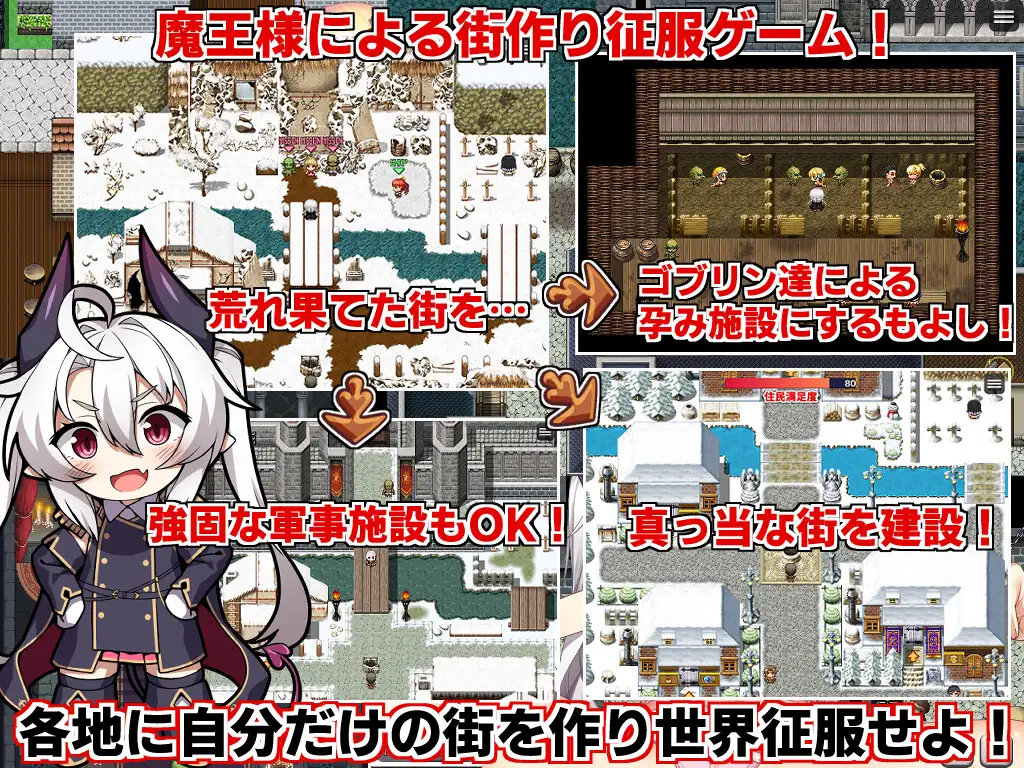 魔王様による街作り征服ゲーム！
荒れ果てた街を…
ゴブリン達による
孕み施設にするもよし！
80
住民満足度
強固な軍事施設もOK！
真っ当な街を建設！
各地に自分だけの街を作り世界征服せよ！